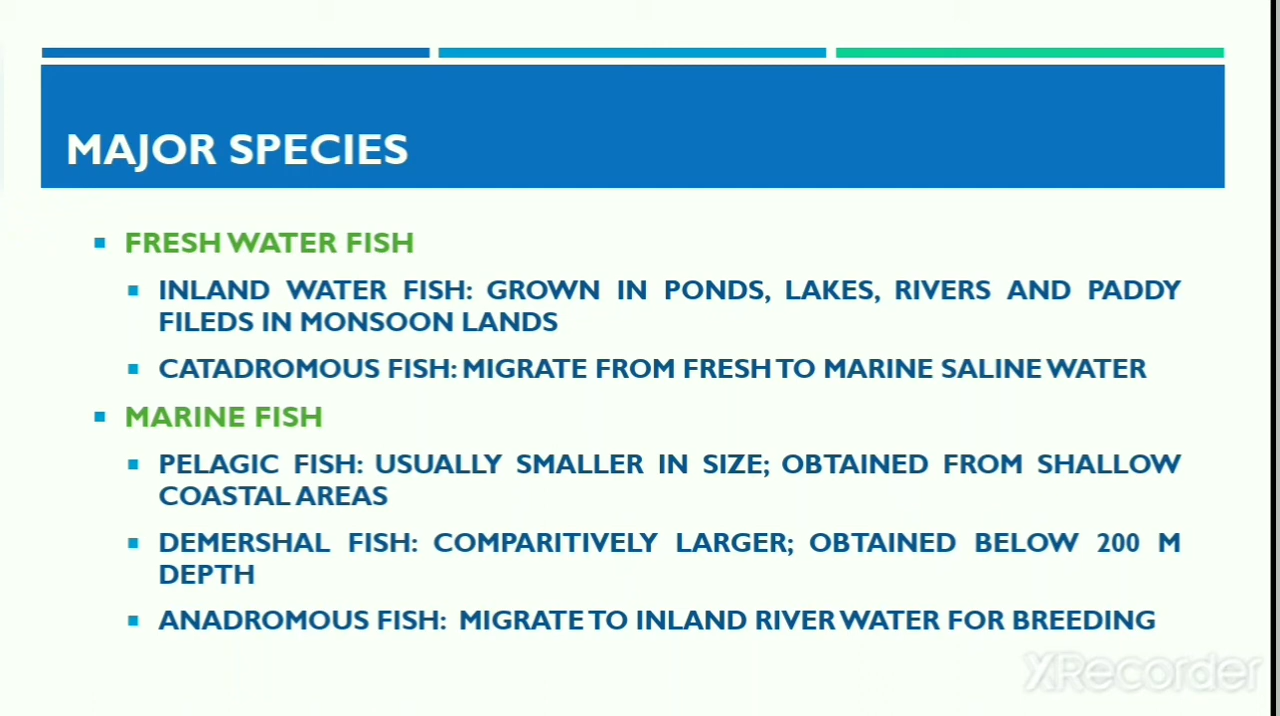 MAJOR SPECIES
FRESH WATER FISH
INLAND WATER FISH: GROWN IN PONDS, LAKES, RIVERS AND PADDY
FILEDS IN MONSOON LANDS
CATADROMOUS FISH: MIGRATE FROM FRESH TO MARINE SALINE WATER
MARINE FISH
PELAGIC FISH: USUALLY SMALLER IN SIZE; OBTAINED FROM SHALLOW
COASTAL AREAS
DEMERSHAL FISH: COMPARITIVELY LARGER; OBTAINED BELOW 200 M
DEPTH
ANADROMOUS FISH: MIGRATE TO INLAND RIVER WATER FOR BREEDING
XRecorder